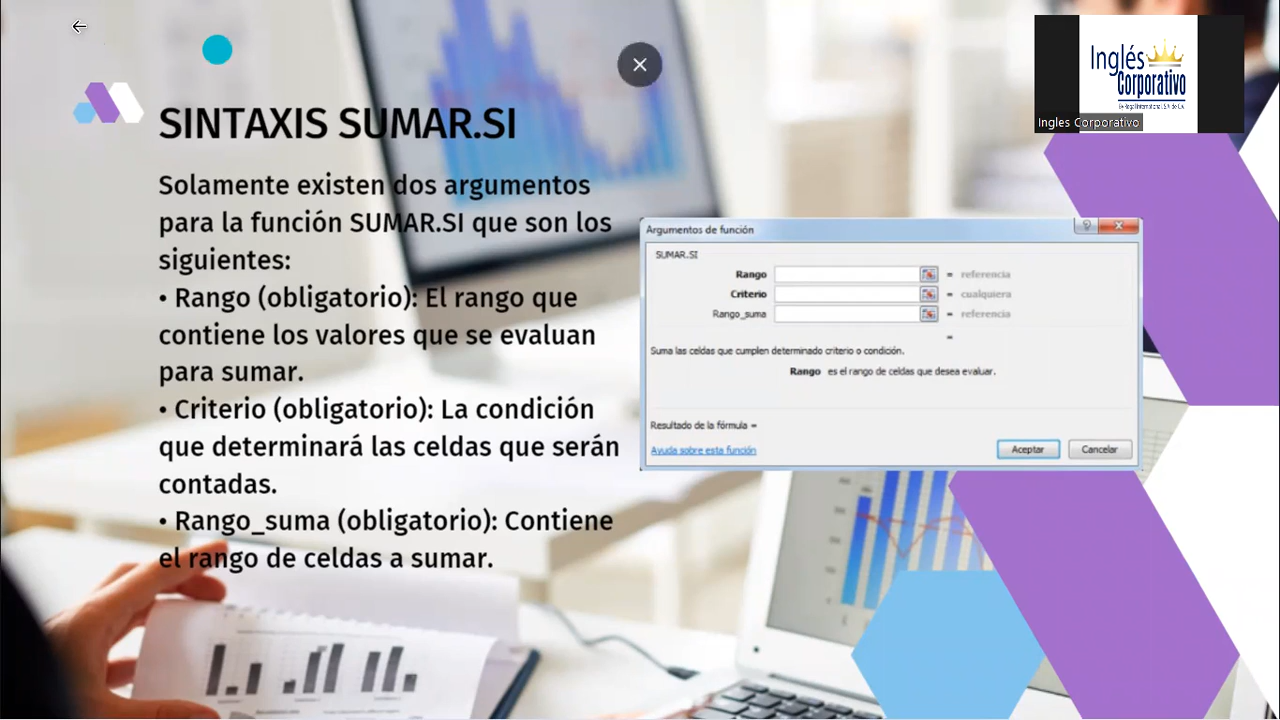 SINTAXIS SUMAR.SI
Solamente existen dos argumentos
para la función SUMAR.SI que son los
siguientes:
• Rango (obligatorio): El rango que
contiene los valores que se evaluan
para sumar.
• Criterio (obligatorio): La condición
que determinará las celdas que serán
contadas.
• Rango_suma (obligatorio): Contiene
el rango de celdas a sumar.
Argumentos de función
SUMAR.SI
Rango = referencia
Criterio = cualquiera
Rango_suma = referencia
=
Suma las celdas que cumplen determinado criterio o condición.
Rango es el rango de celdas que desea evaluar.
Resultado de la fórmula =
Ayuda sobre esta función
Aceptar
Cancelar
Inglés
Corporativo
Ingles Corporativo